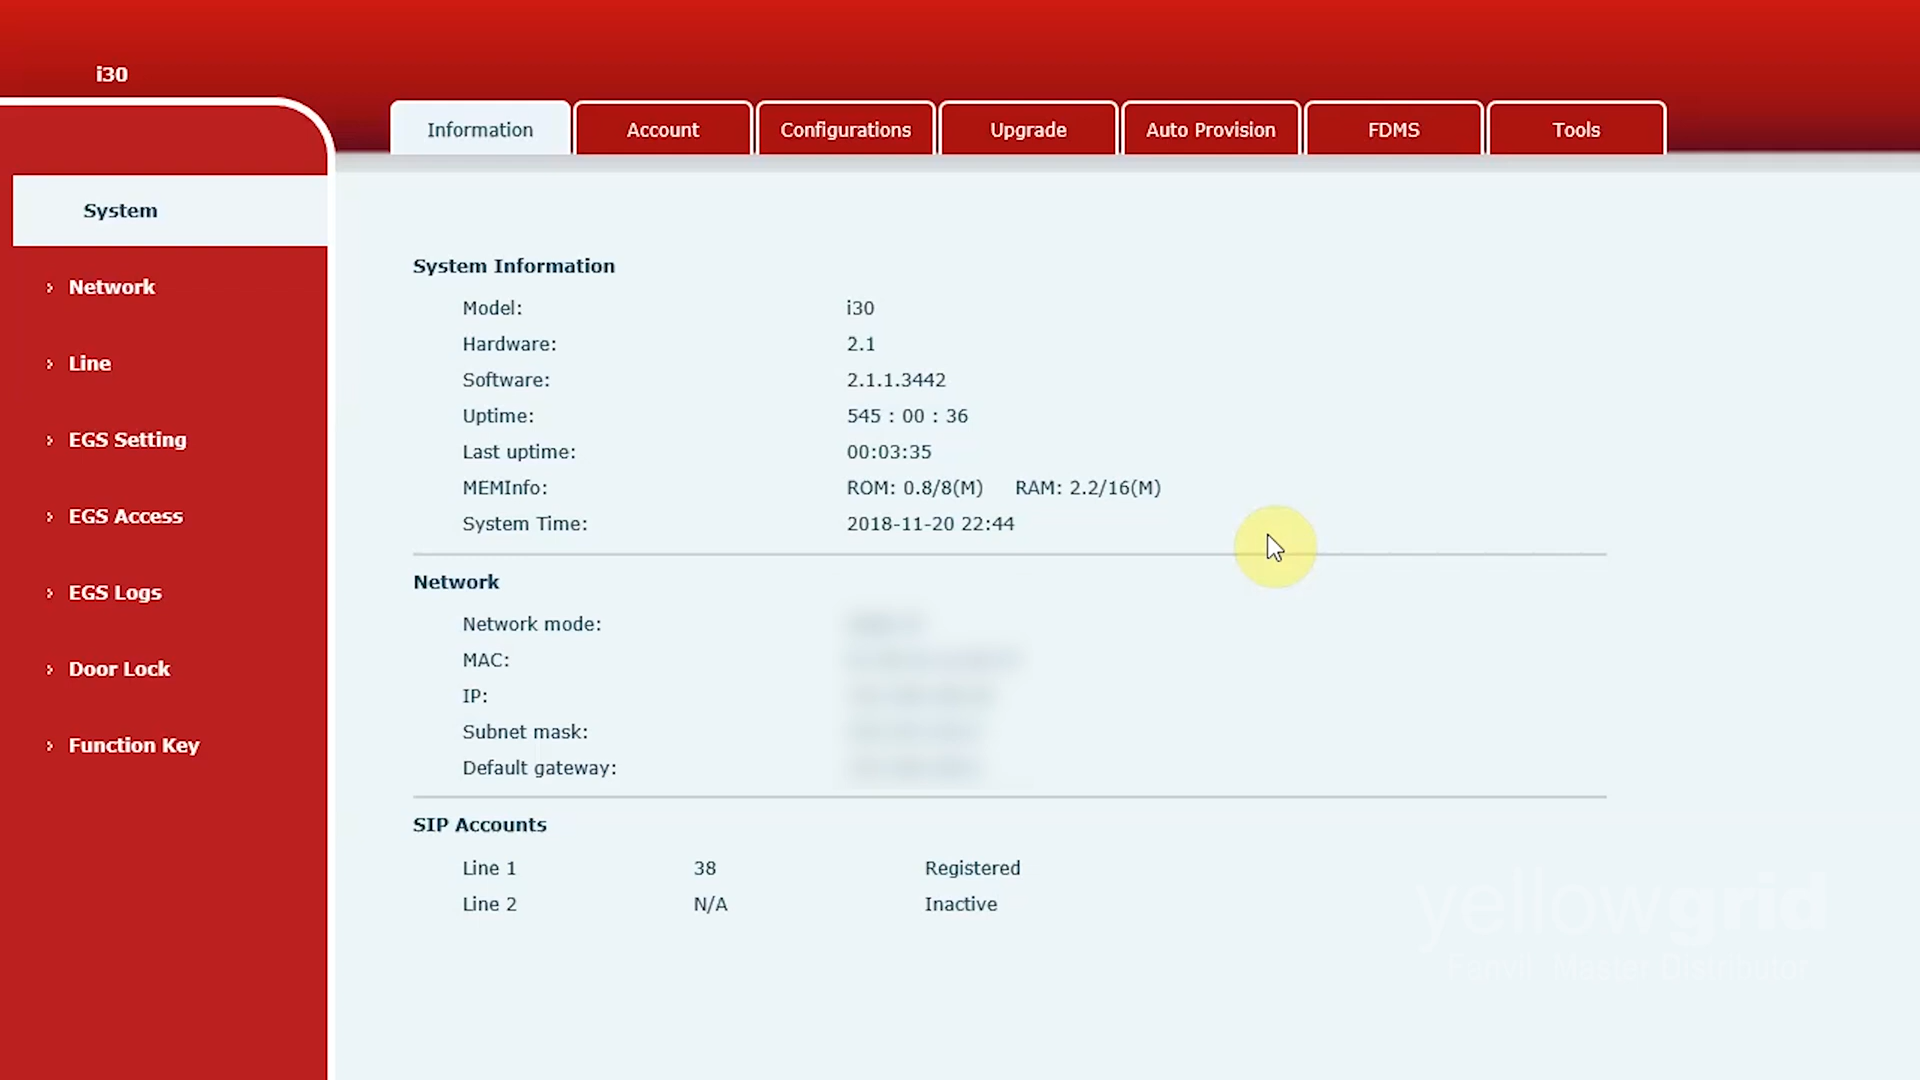 i30
Information
Account
Configurations
Upgrade
Auto Provision
FDMS
Tools
System
Network
Line
EGS Setting
EGS Access
EGS Logs
Door Lock
Function Key
System Information
Model: i30
Hardware: 2.1
Software: 2.1.1.3442
Uptime: 545 : 00 : 36
Last uptime: 00:03:35
MEMInfo: ROM: 0.8/8(M) RAM: 2.2/16(M)
System Time: 2018-11-20 22:44
Network
Network mode:
MAC:
IP:
Subnet mask:
Default gateway:
SIP Accounts
Line 1 38 Registered
Line 2 N/A Inactive
yellowgrid
Fanvil Master Distributor